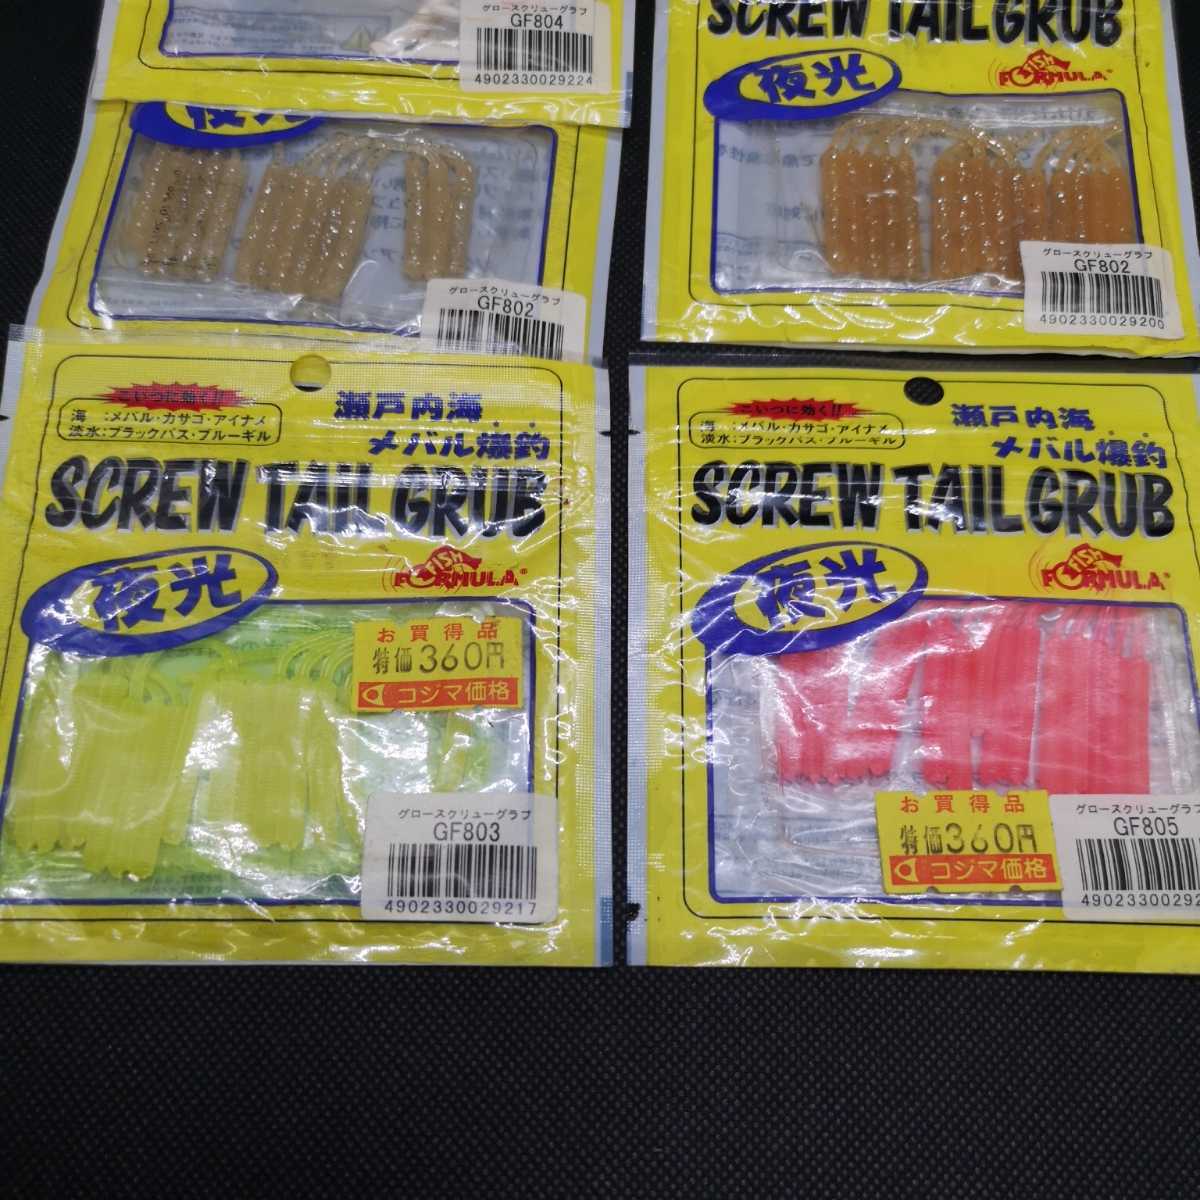 グロースクリューグラブ
GF804
4902330029224
夜光
グロースクリューグラブ
GF802
SCREW TAIL GRUB
夜光
FISH
FORMULA
グロースクリューグラブ
GF802
4902330029200
こいつに効く!!
海 :メバル・カサゴ・アイナメ
淡水:ブラックバス・ブルーギル
瀬戸内海
メバル爆釣
SCREW TAIL GRUB
夜光
FISH
FORMULA
お買得品
特価360円
コジマ価格
グロースクリューグラブ
GF803
4902330029217
こいつに効く!!
海 :メバル・カサゴ・アイナメ
淡水:ブラックバス・ブルーギル
瀬戸内海
メバル爆釣
SCREW TAIL GRUB
夜光
FISH
FORMULA
お買得品
特価360円
コジマ価格
グロースクリューグラブ
GF805
49023300292